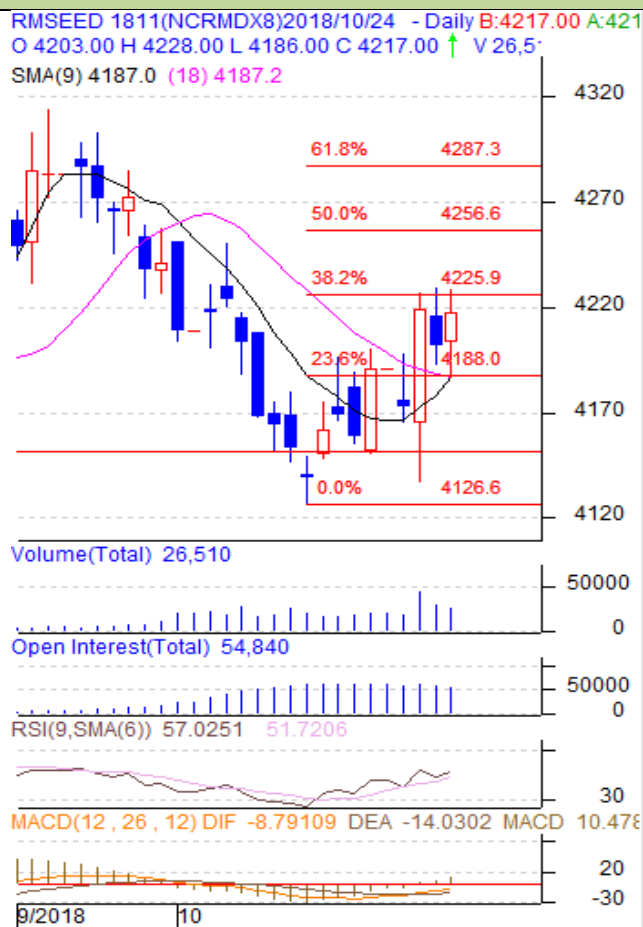 RMSEED 1811(NCRMDX8)2018/10/24 - Daily B:4217.00 A:421
O 4203.00 H 4228.00 L 4186.00 C 4217.00 ↑ V 26,51
SMA(9) 4187.0 (18) 4187.2
4320
61.8% 4287.3
4270
50.0% 4256.6
38.2% 4225.9
4220
23.6% 4188.0
4170
0.0% 4126.6
4120
Volume(Total) 26,510
50000
0
Open Interest(Total) 54,840
50000
0
RSI(9,SMA(6)) 57.0251 51.7206
30
MACD(12 , 26 , 12) DIF -8.79109 DEA -14.0302 MACD 10.478
20
-30
9/2018 10